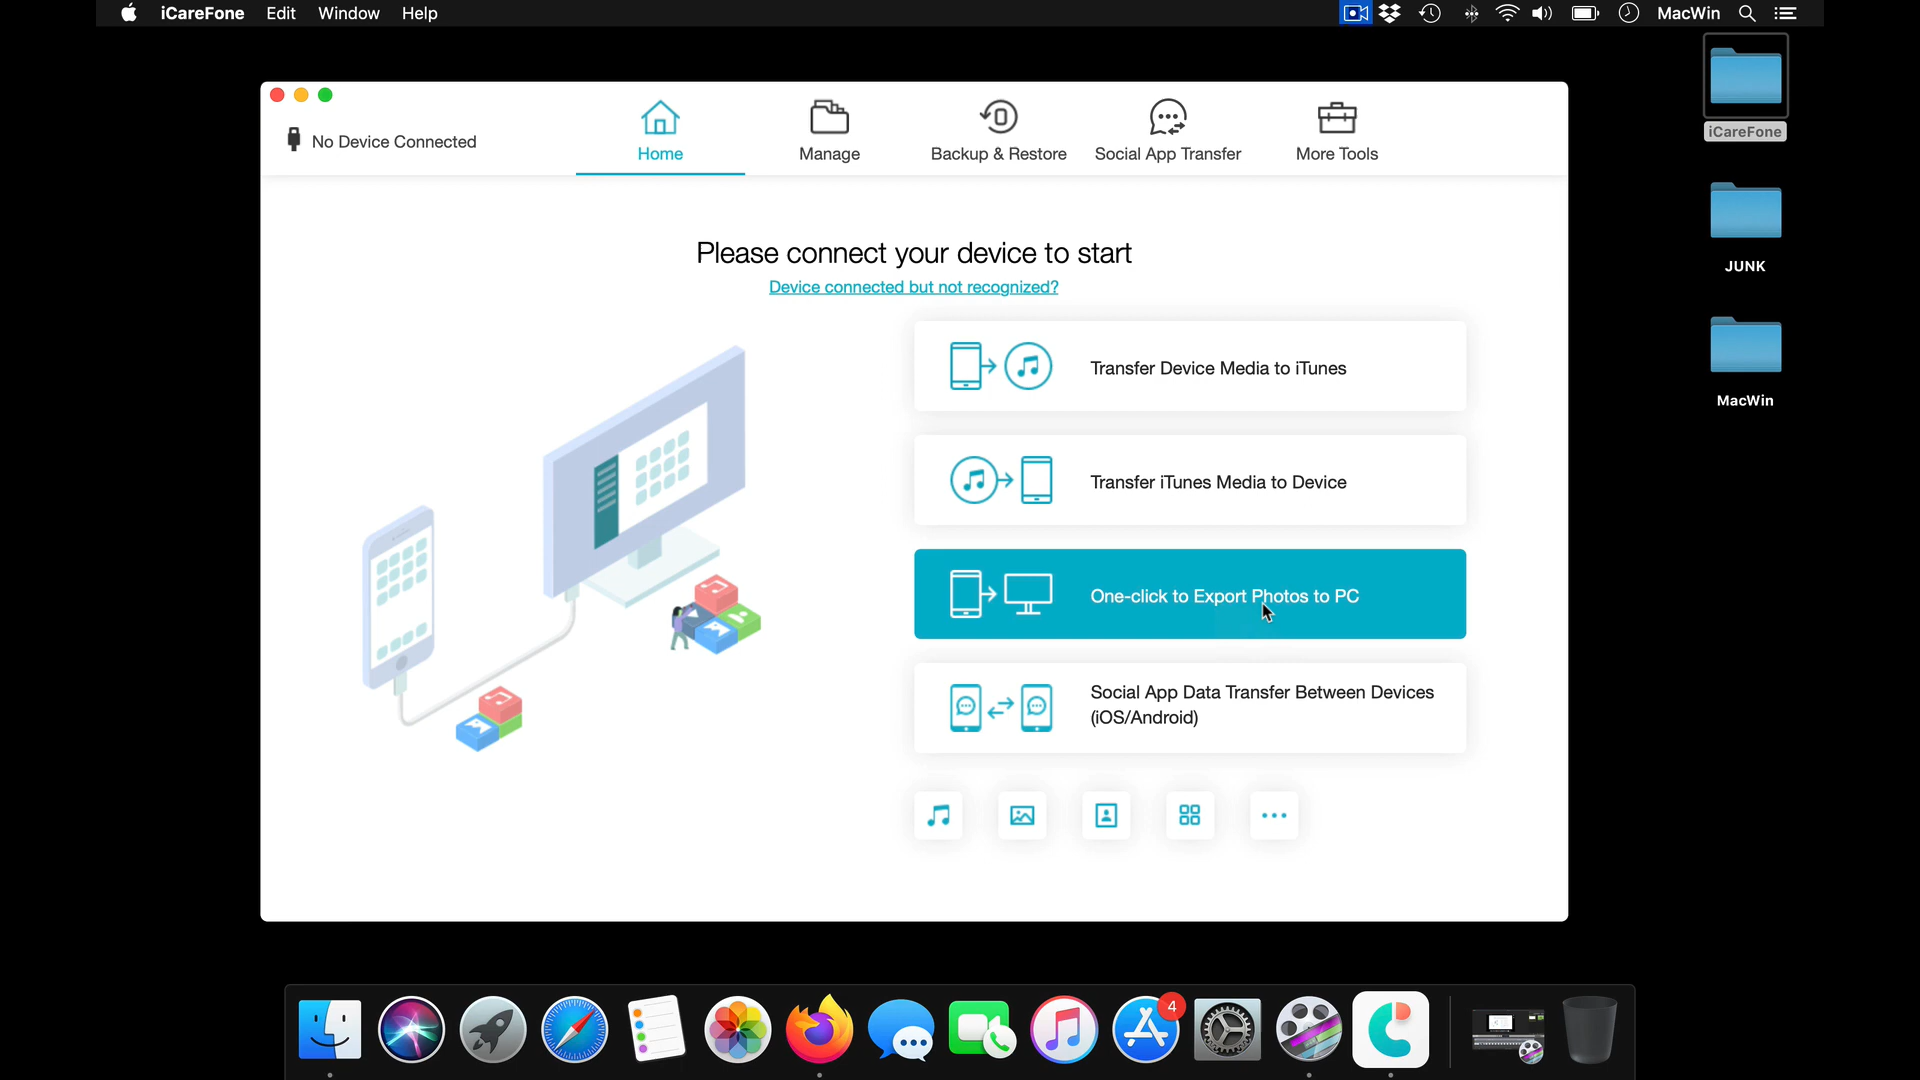 iCareFone Edit Window Help MacWin
iCareFone
No Device Connected
Home
Manage
Backup & Restore
Social App Transfer
More Tools
Please connect your device to start
Device connected but not recognized?
Transfer Device Media to iTunes
Transfer iTunes Media to Device
One-click to Export Photos to PC
Social App Data Transfer Between Devices
(iOS/Android)
JUNK
MacWin
4